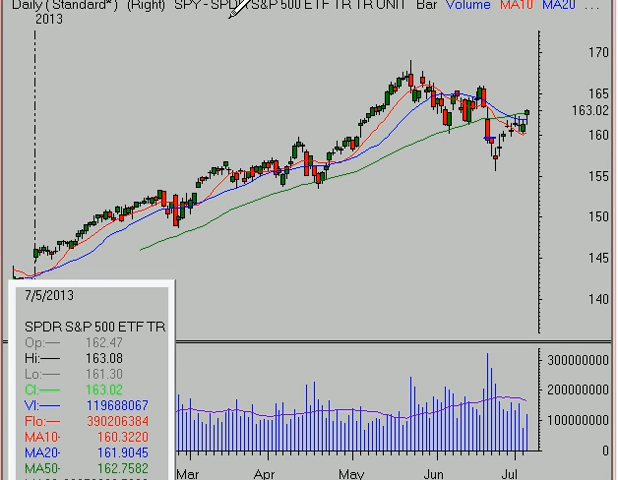 Daily (Standard*) (Right) SPY - SPDR S&P 500 ETF TR TR UNIT Bar Volume MA10 MA20 ...
2013
170
165
163.02
160
155
150
145
140
7/5/2013
SPDR S&P 500 ETF TR
Op: 162.47
Hi: 163.08
Lo: 161.30
Cl: 163.02
Vl: 119688067
Flo: 390206384
MA10- 160.3220
MA20- 161.9045
MA50- 162.7582
300000000
200000000
100000000
0
Mar Apr May Jun Jul